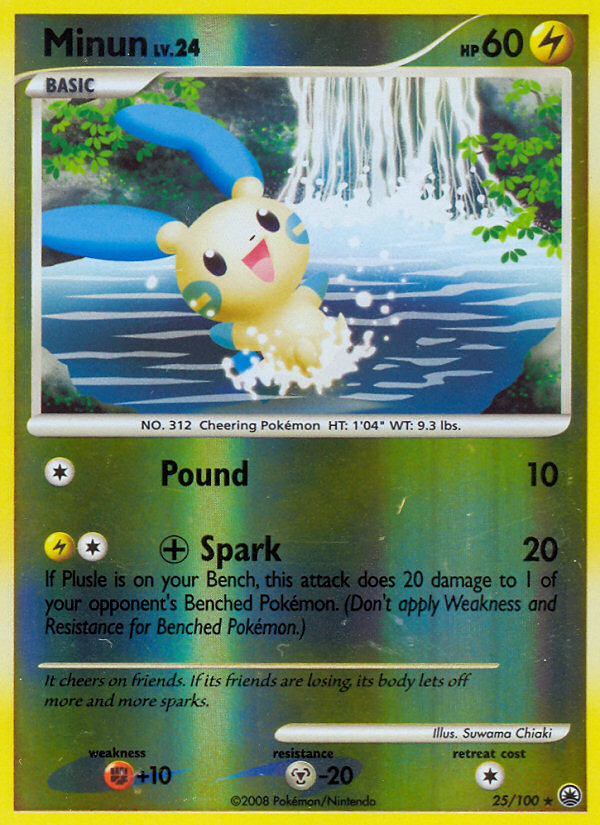 Minun LV.24
HP 60
BASIC
NO. 312 Cheering Pokémon HT: 1'04" WT: 9.3 lbs.
Pound 10
+ Spark 20
If Plusle is on your Bench, this attack does 20 damage to 1 of
your opponent's Benched Pokémon. (Don't apply Weakness and
Resistance for Benched Pokémon.)
It cheers on friends. If its friends are losing, its body lets off
more and more sparks.
Illus. Suwama Chiaki
weakness resistance retreat cost
+10 -20
©2008 Pokémon/Nintendo 25/100 ★